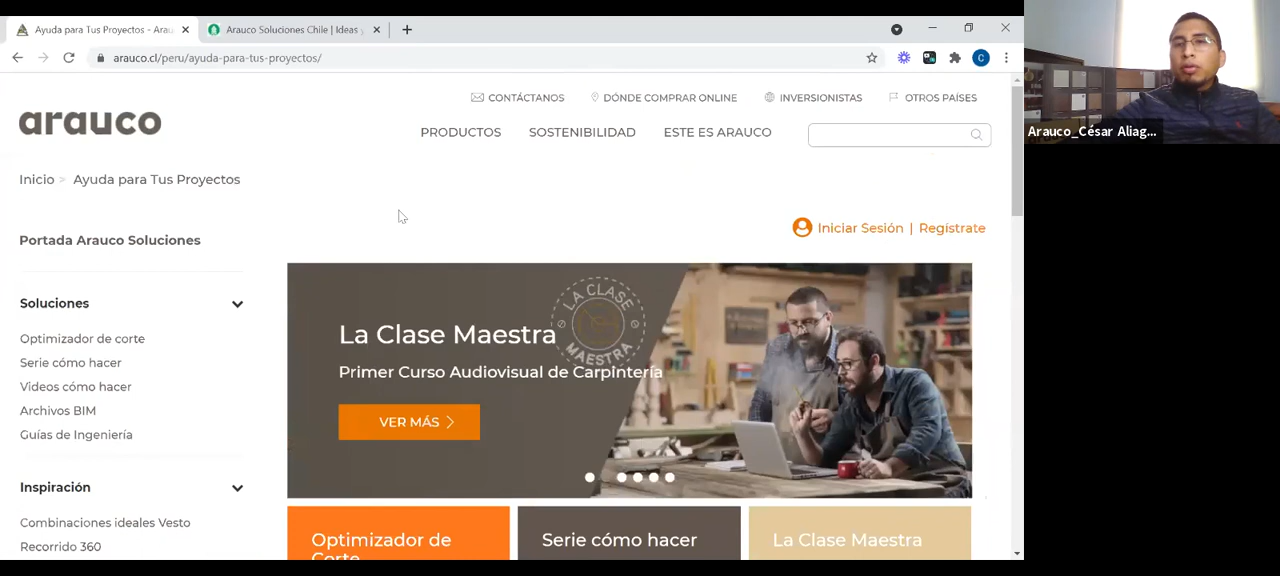 Ayuda para Tus Proyectos - Arau
Arauco Soluciones Chile | Ideas y
arauco.cl/peru/ayuda-para-tus-proyectos/
C
CONTÁCTANOS
DÓNDE COMPRAR ONLINE
INVERSIONISTAS
OTROS PAÍSES
arauco
PRODUCTOS
SOSTENIBILIDAD
ESTE ES ARAUCO
Inicio > Ayuda para Tus Proyectos
Iniciar Sesión | Regístrate
Portada Arauco Soluciones
Soluciones
Optimizador de corte
Serie cómo hacer
Videos cómo hacer
Archivos BIM
Guías de Ingeniería
Inspiración
Combinaciones ideales Vesto
Recorrido 360
LA CLASE
MAESTRA
La Clase Maestra
Primer Curso Audiovisual de Carpintería
VER MÁS
Optimizador de
Corte
Serie cómo hacer
La Clase Maestra
Arauco_César Aliag...